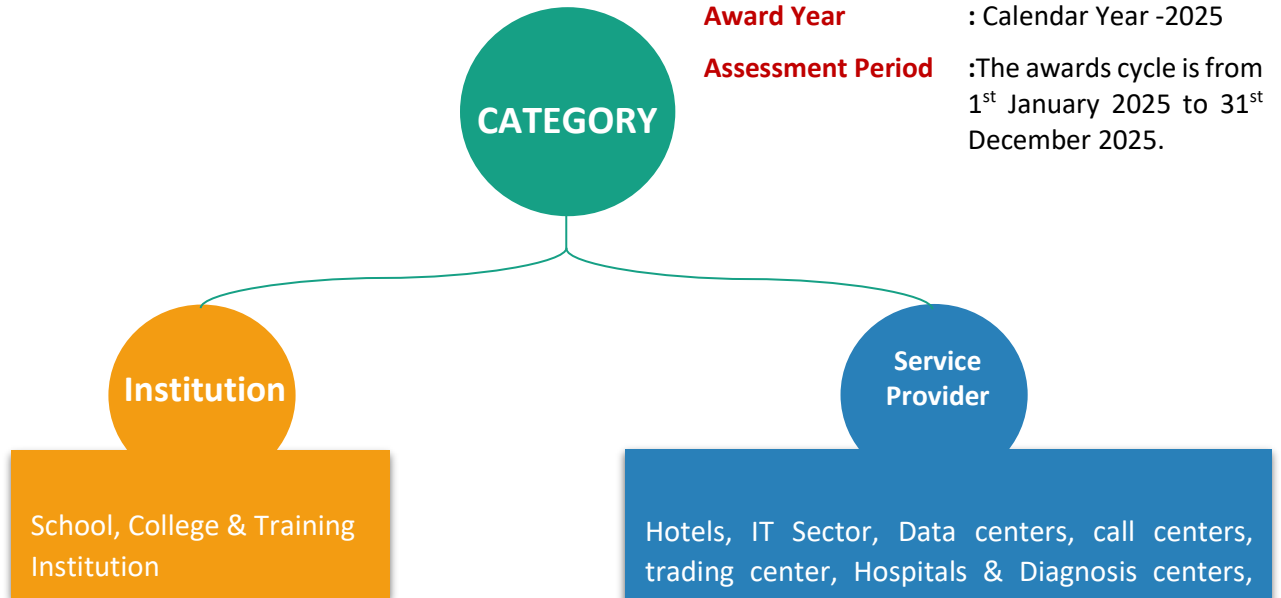 Award Year : Calendar Year -2025
Assessment Period :The awards cycle is from
1st January 2025 to 31st
December 2025.
CATEGORY
Institution
Service
Provider
School, College & Training
Institution
Hotels, IT Sector, Data centers, call centers,
trading center, Hospitals & Diagnosis centers,